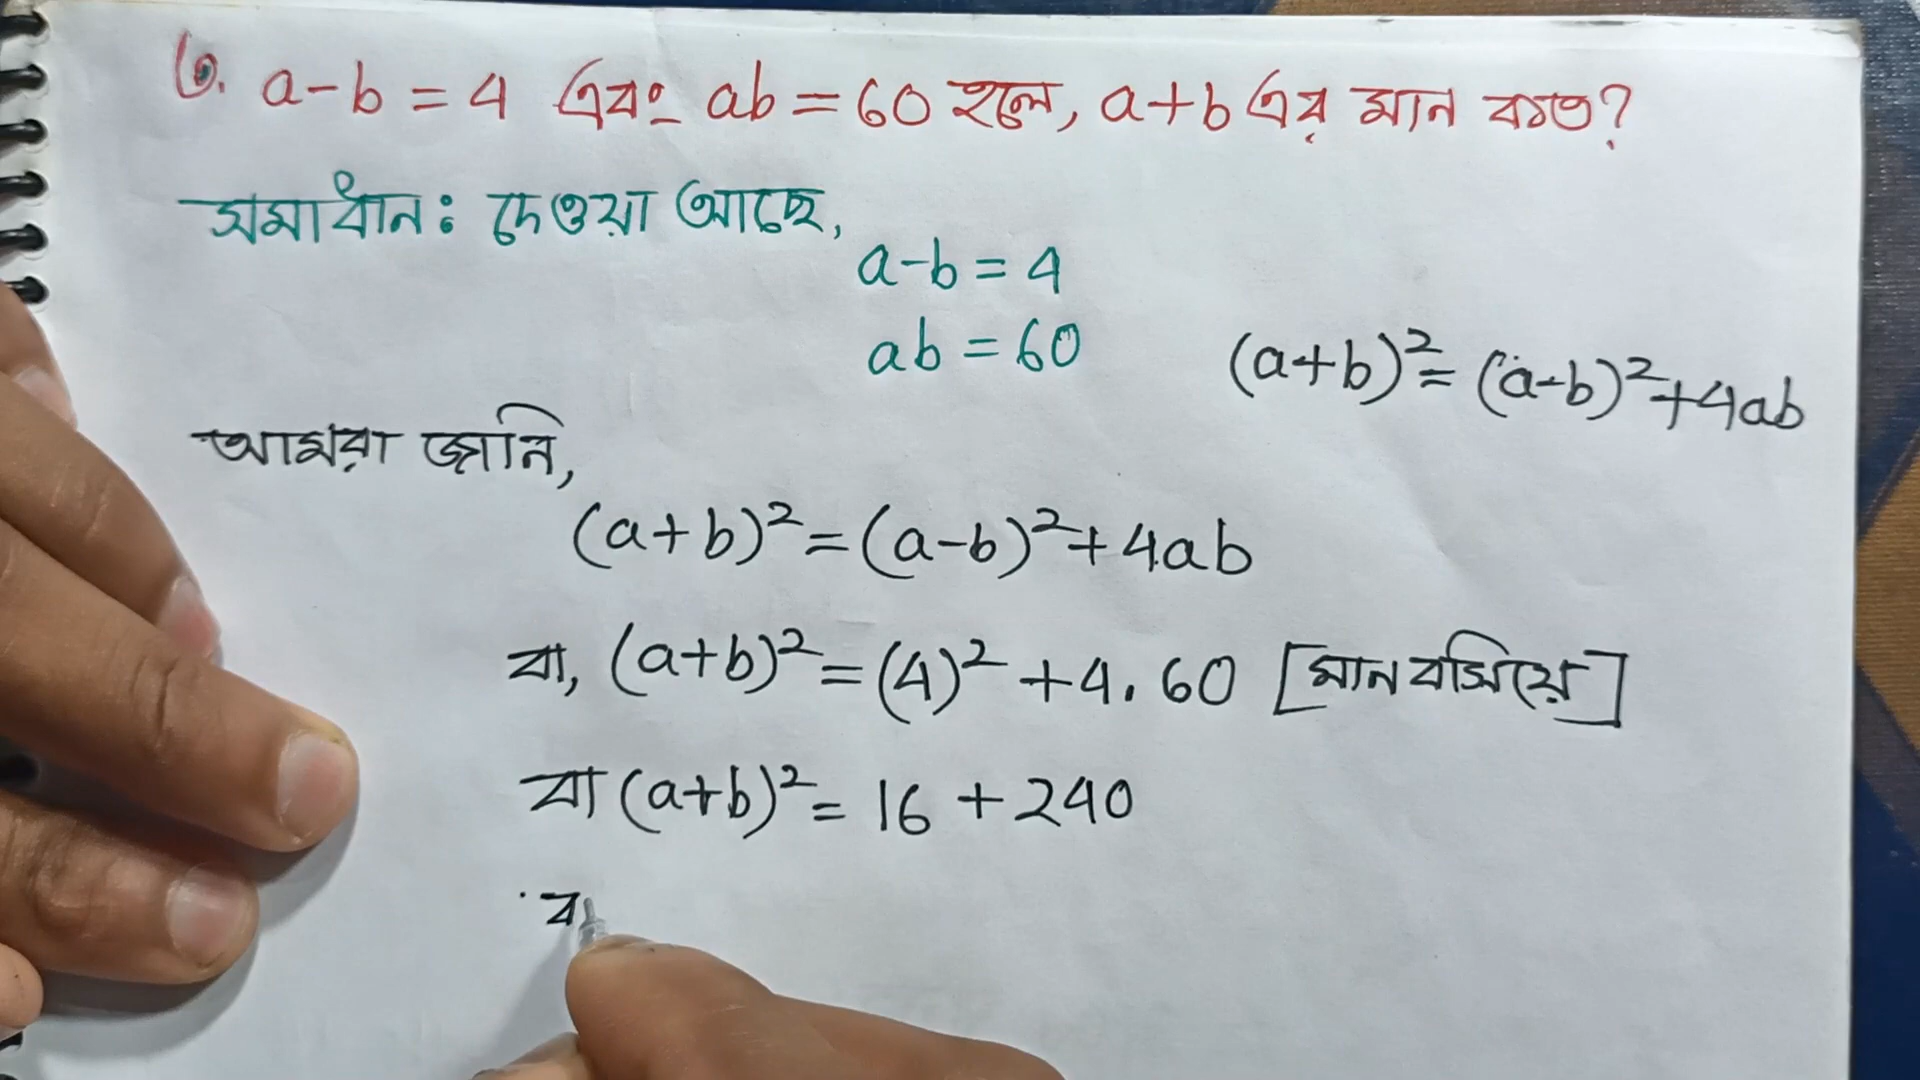 ৩. a-b = 4 এবং ab = 60 হলে, a+b এর মান কত?
সমাধান: দেওয়া আছে,
a-b = 4
ab = 60
(a+b)² = (a-b)²+4ab
আমরা জানি,
(a+b)² = (a-b)²+4ab
বা, (a+b)² = (4)² +4. 60 [মান বসিয়ে]
বা (a+b)² = 16 + 240
ব